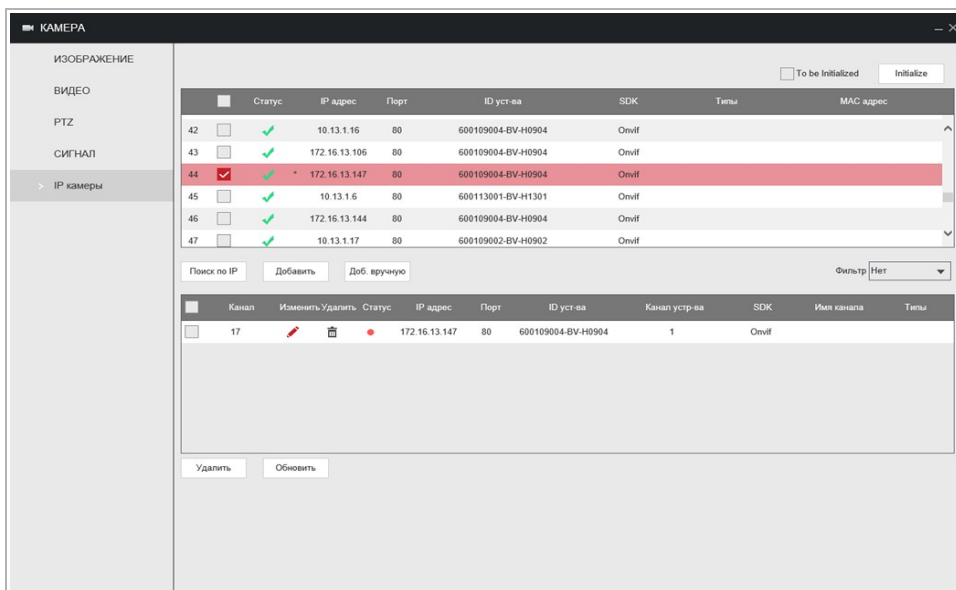 КАМЕРА
ИЗОБРАЖЕНИЕ
ВИДЕО
PTZ
СИГНАЛ
> IP камеры
To be Initialized Initialize
Статус IP адрес Порт ID уст-ва SDK Типы MAC адрес
42 10.13.1.16 80 600109004-BV-H0904 Onvif
43 172.16.13.106 80 600109004-BV-H0904 Onvif
44 * 172.16.13.147 80 600109004-BV-H0904 Onvif
45 10.13.1.6 80 600113001-BV-H1301 Onvif
46 172.16.13.144 80 600109004-BV-H0904 Onvif
47 10.13.1.17 80 600109002-BV-H0902 Onvif
Поиск по IP Добавить Доб. вручную Фильтр Нет
Канал Изменить Удалить Статус IP адрес Порт ID уст-ва Канал устр-ва SDK Имя канала Типы
17 172.16.13.147 80 600109004-BV-H0904 1 Onvif
Удалить Обновить